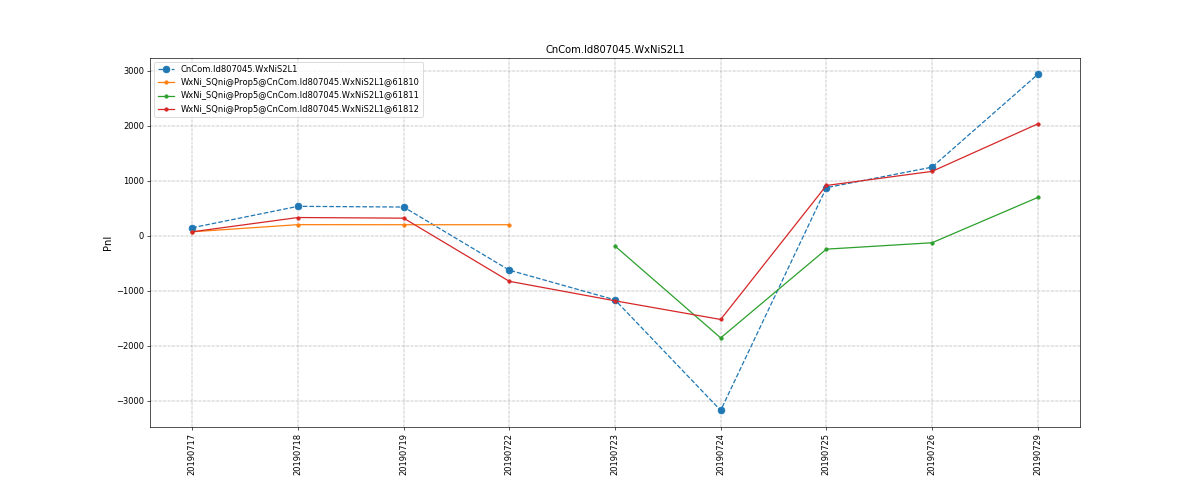 CnCom.Id807045.WxNiS2L1
CnCom.Id807045.WxNiS2L1
WxNi_SQni@Prop5@CnCom.Id807045.WxNiS2L1@61810
WxNi_SQni@Prop5@CnCom.Id807045.WxNiS2L1@61811
WxNi_SQni@Prop5@CnCom.Id807045.WxNiS2L1@61812
3000
2000
1000
0
−1000
−2000
−3000
Pnl
20190717
20190718
20190719
20190722
20190723
20190724
20190725
20190726
20190729